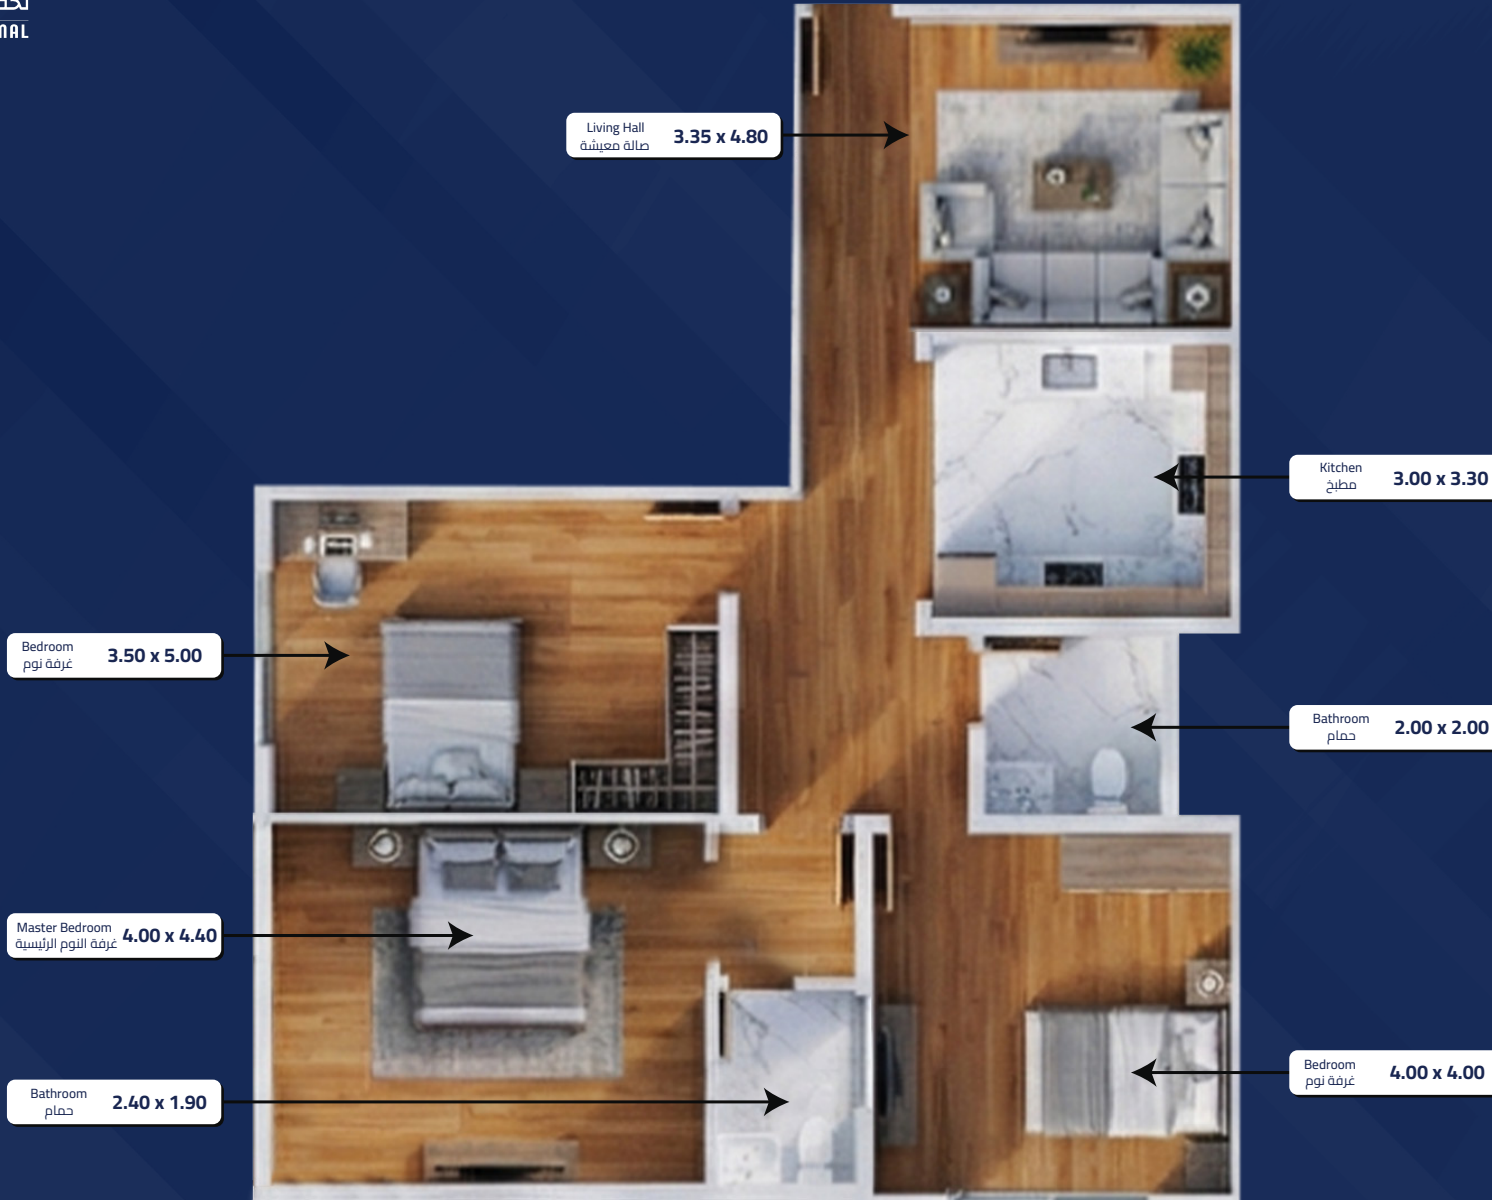 Living Hall
صالة معيشة
3.35 x 4.80
Kitchen
مطبخ
3.00 x 3.30
Bedroom
غرفة نوم
3.50 x 5.00
Bathroom
حمام
2.00 x 2.00
Master Bedroom
غرفة النوم الرئيسية
4.00 x 4.40
Bedroom
غرفة نوم
4.00 x 4.00
Bathroom
حمام
2.40 x 1.90